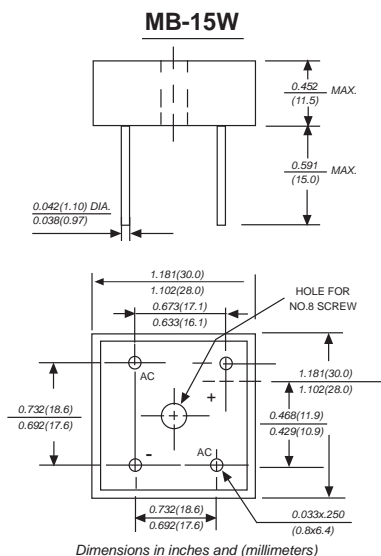 MB-15W
0.452
(11.5)
MAX.
0.591
(15.0)
MAX.
0.042(1.10) DIA.
0.038(0.97)
1.181(30.0)
1.102(28.0)
0.673(17.1)
0.633(16.1)
HOLE FOR
NO.8 SCREW
AC
+
1.181(30.0)
1.102(28.0)
0.732(18.6)
0.692(17.6)
0.468(11.9)
0.429(10.9)
-
AC
0.732(18.6)
0.692(17.6)
0.033x.250
(0.8x6.4)
Dimensions in inches and (millimeters)